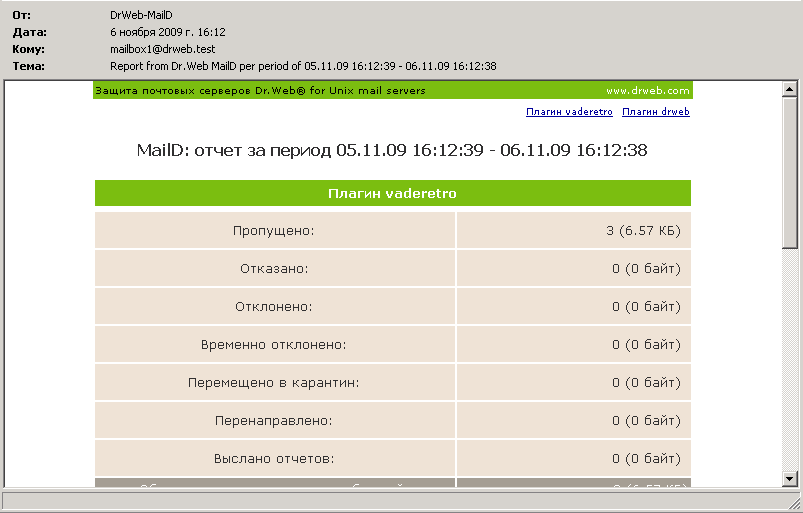 От: DrWeb-MailD
Дата: 6 ноября 2009 г. 16:12
Кому: mailbox1@drweb.test
Тема: Report from Dr.Web MailD per period of 05.11.09 16:12:39 - 06.11.09 16:12:38
Защита почтовых серверов Dr.Web® for Unix mail servers www.drweb.com
Плагин vaderetro Плагин drweb
MailD: отчет за период 05.11.09 16:12:39 - 06.11.09 16:12:38
Плагин vaderetro
Пропущено: 3 (6.57 КБ)
Отказано: 0 (0 байт)
Отклонено: 0 (0 байт)
Временно отклонено: 0 (0 байт)
Перемещено в карантин: 0 (0 байт)
Перенаправлено: 0 (0 байт)
Выслано отчетов: 0 (0 байт)